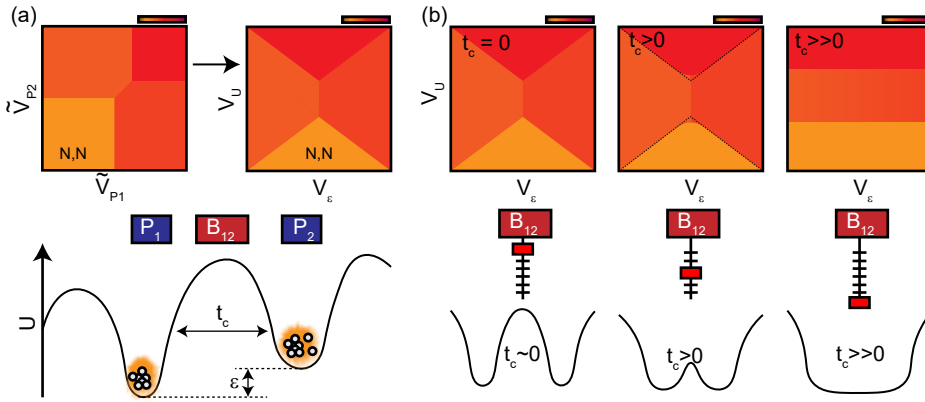 (a)
Ṽ_P2
N,N
Ṽ_P1
V_U
N,N
V_ε
P_1
B_12
P_2
U
t_c
ε
(b)
V_U
t_c = 0
t_c>0
t_c>>0
V_ε
V_ε
V_ε
B_12
B_12
B_12
t_c~0
t_c>0
t_c>>0